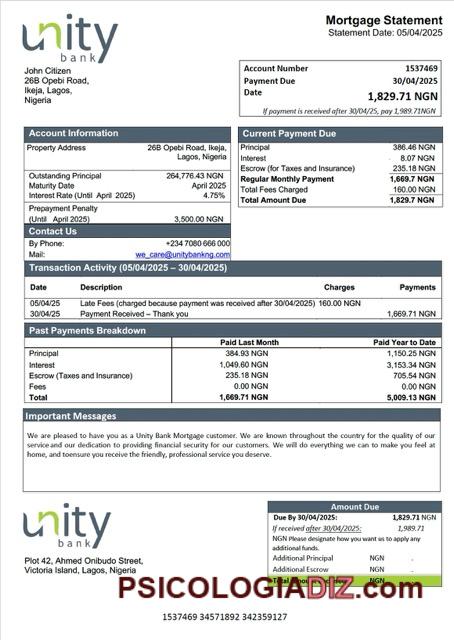 Mortgage Statement
Statement Date: 05/04/2025
unity
bank
John Citizen
26B Opebi Road,
Ikeja, Lagos,
Nigeria
Account Number 1537469
Payment Due 30/04/2025
Date 1,829.71 NGN
If payment is received after 30/04/25, pay 1,989.71NGN
Account Information
Property Address 26B Opebi Road, Ikeja,
Lagos, Nigeria
Outstanding Principal 264,776.43 NGN
Maturity Date April 2025
Interest Rate (Until April 2025) 4.75%
Prepayment Penalty
(Until April 2025) 3,500.00 NGN
Contact Us
By Phone: +234 7080 666 000
Mail: we_care@unitybankng.com
Current Payment Due
Principal 386.46 NGN
Interest 8.07 NGN
Escrow (for Taxes and Insurance) 235.18 NGN
Regular Monthly Payment 1,669.7 NGN
Total Fees Charged 160.00 NGN
Total Amount Due 1,829.7 NGN
Transaction Activity (05/04/2025 – 30/04/2025)
Date Description Charges Payments
05/04/25 Late Fees (charged because payment was received after 30/04/2025) 160.00 NGN
30/04/25 Payment Received – Thank you 1,669.71 NGN
Past Payments Breakdown
Paid Last Month Paid Year to Date
Principal 384.93 NGN 1,150.25 NGN
Interest 1,049.60 NGN 3,153.34 NGN
Escrow (Taxes and Insurance) 235.18 NGN 705.54 NGN
Fees 0.00 NGN 0.00 NGN
Total 1,669.71 NGN 5,009.13 NGN
Important Messages
We are pleased to have you as a Unity Bank Mortgage customer. We are known throughout the country for the quality of our
service and our dedication to providing financial security for our customers. We will do everything we can to make you feel at
home, and toensure you receive the friendly, professional service you deserve.
unity
bank
Plot 42, Ahmed Onibudo Street,
Victoria Island, Lagos, Nigeria
Amount Due
Due By 30/04/2025: 1,829.71 NGN
If received after 30/04/2025: 1,989.71
NGN Please designate how you want us to apply any
additional funds.
Additional Principal NGN .
Additional Escrow NGN .
Total NGN
PSICOLOGIADIZ.com
1537469 34571892 342359127